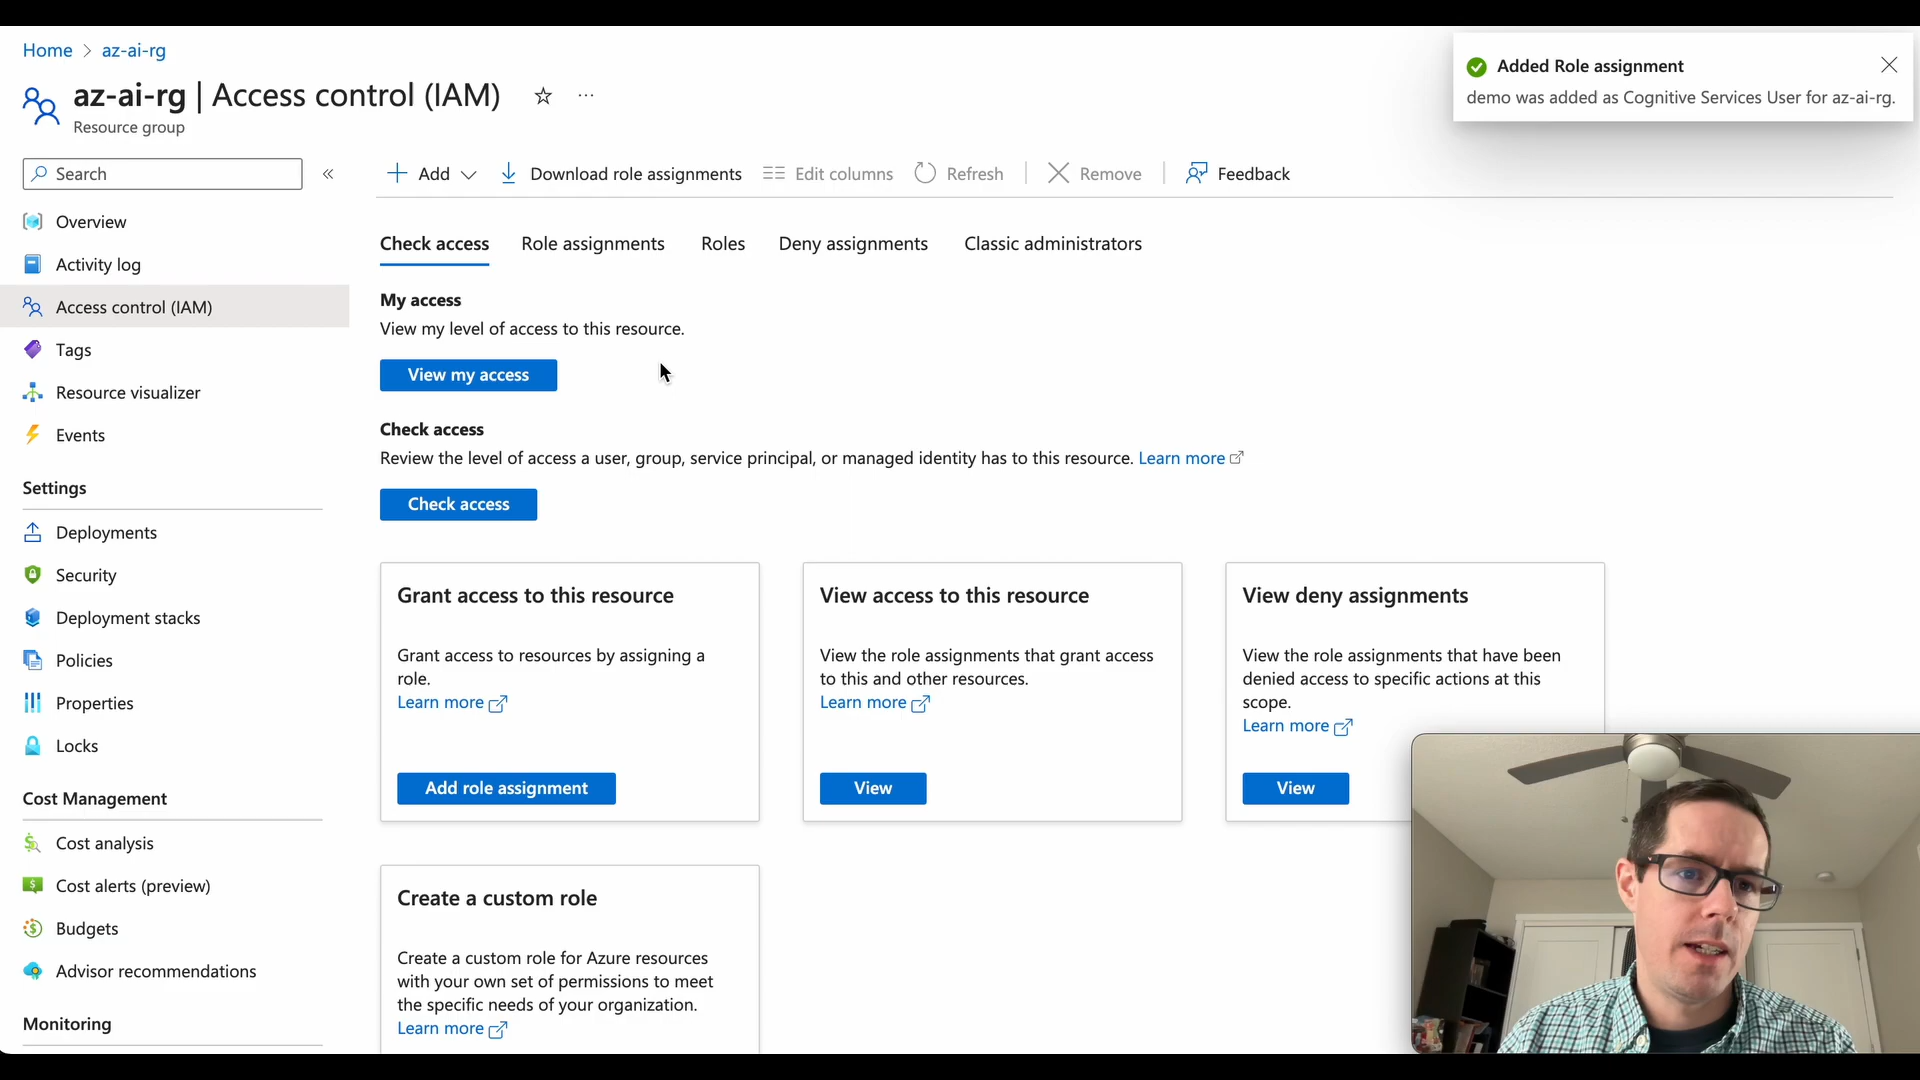 Home > az-ai-rg
az-ai-rg | Access control (IAM)
Resource group
Added Role assignment
demo was added as Cognitive Services User for az-ai-rg.
Search
Add
Download role assignments
Edit columns
Refresh
Remove
Feedback
Overview
Activity log
Access control (IAM)
Tags
Resource visualizer
Events
Settings
Deployments
Security
Deployment stacks
Policies
Properties
Locks
Cost Management
Cost analysis
Cost alerts (preview)
Budgets
Advisor recommendations
Monitoring
Check access
Role assignments
Roles
Deny assignments
Classic administrators
My access
View my level of access to this resource.
View my access
Check access
Review the level of access a user, group, service principal, or managed identity has to this resource. Learn more
Check access
Grant access to this resource
Grant access to resources by assigning a
role.
Learn more
Add role assignment
View access to this resource
View the role assignments that grant access
to this and other resources.
Learn more
View
View deny assignments
View the role assignments that have been
denied access to specific actions at this
scope.
Learn more
View
Create a custom role
Create a custom role for Azure resources
with your own set of permissions to meet
the specific needs of your organization.
Learn more